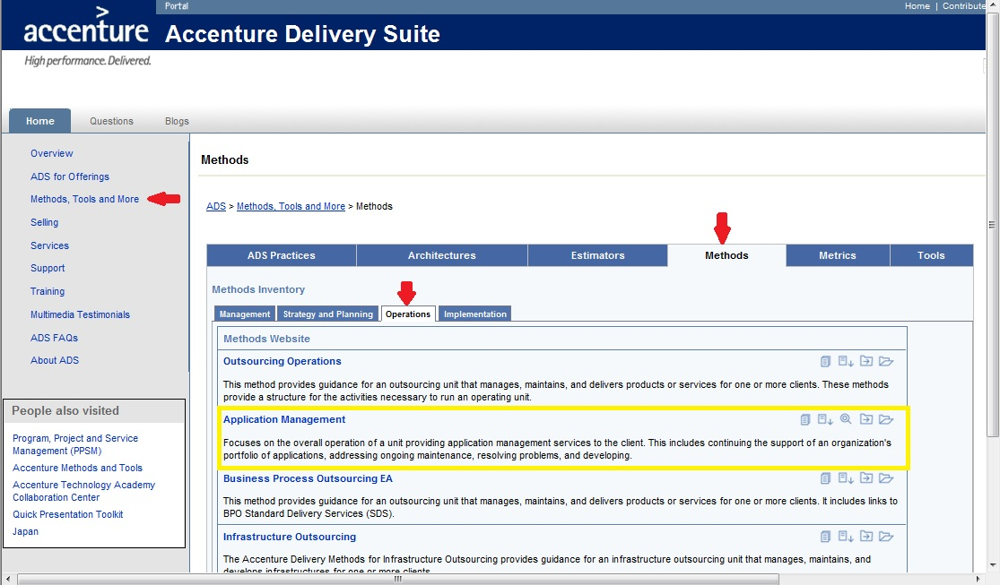 Portal
Home | Contribute
accenture
High performance. Delivered.
Accenture Delivery Suite
Home
Questions
Blogs
Overview
ADS for Offerings
Methods, Tools and More
Selling
Services
Support
Training
Multimedia Testimonials
ADS FAQs
About ADS
People also visited
Program, Project and Service
Management (PPSM)
Accenture Methods and Tools
Accenture Technology Academy
Collaboration Center
Quick Presentation Toolkit
Japan
Methods
ADS > Methods, Tools and More > Methods
ADS Practices
Architectures
Estimators
Methods
Metrics
Tools
Methods Inventory
Management
Strategy and Planning
Operations
Implementation
Methods Website
Outsourcing Operations
This method provides guidance for an outsourcing unit that manages, maintains, and delivers products or services for one or more clients. These methods
provide a structure for the activities necessary to run an operating unit.
Application Management
Focuses on the overall operation of a unit providing application management services to the client. This includes continuing the support of an organization's
portfolio of applications, addressing ongoing maintenance, resolving problems, and developing.
Business Process Outsourcing EA
This method provides guidance for an outsourcing unit that manages, maintains, and delivers products or services for one or more clients. It includes links to
BPO Standard Delivery Services (SDS).
Infrastructure Outsourcing
The Accenture Delivery Methods for Infrastructure Outsourcing provides guidance for an infrastructure outsourcing unit that manages, maintains, and
develops infrastructures for one or more clients.